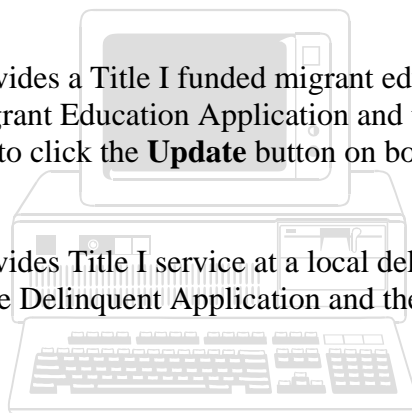 vides a Title I funded migrant ed
grant Education Application and
to click the **Update** button on bo
vides Title I service at a local del
e Delinquent Application and the